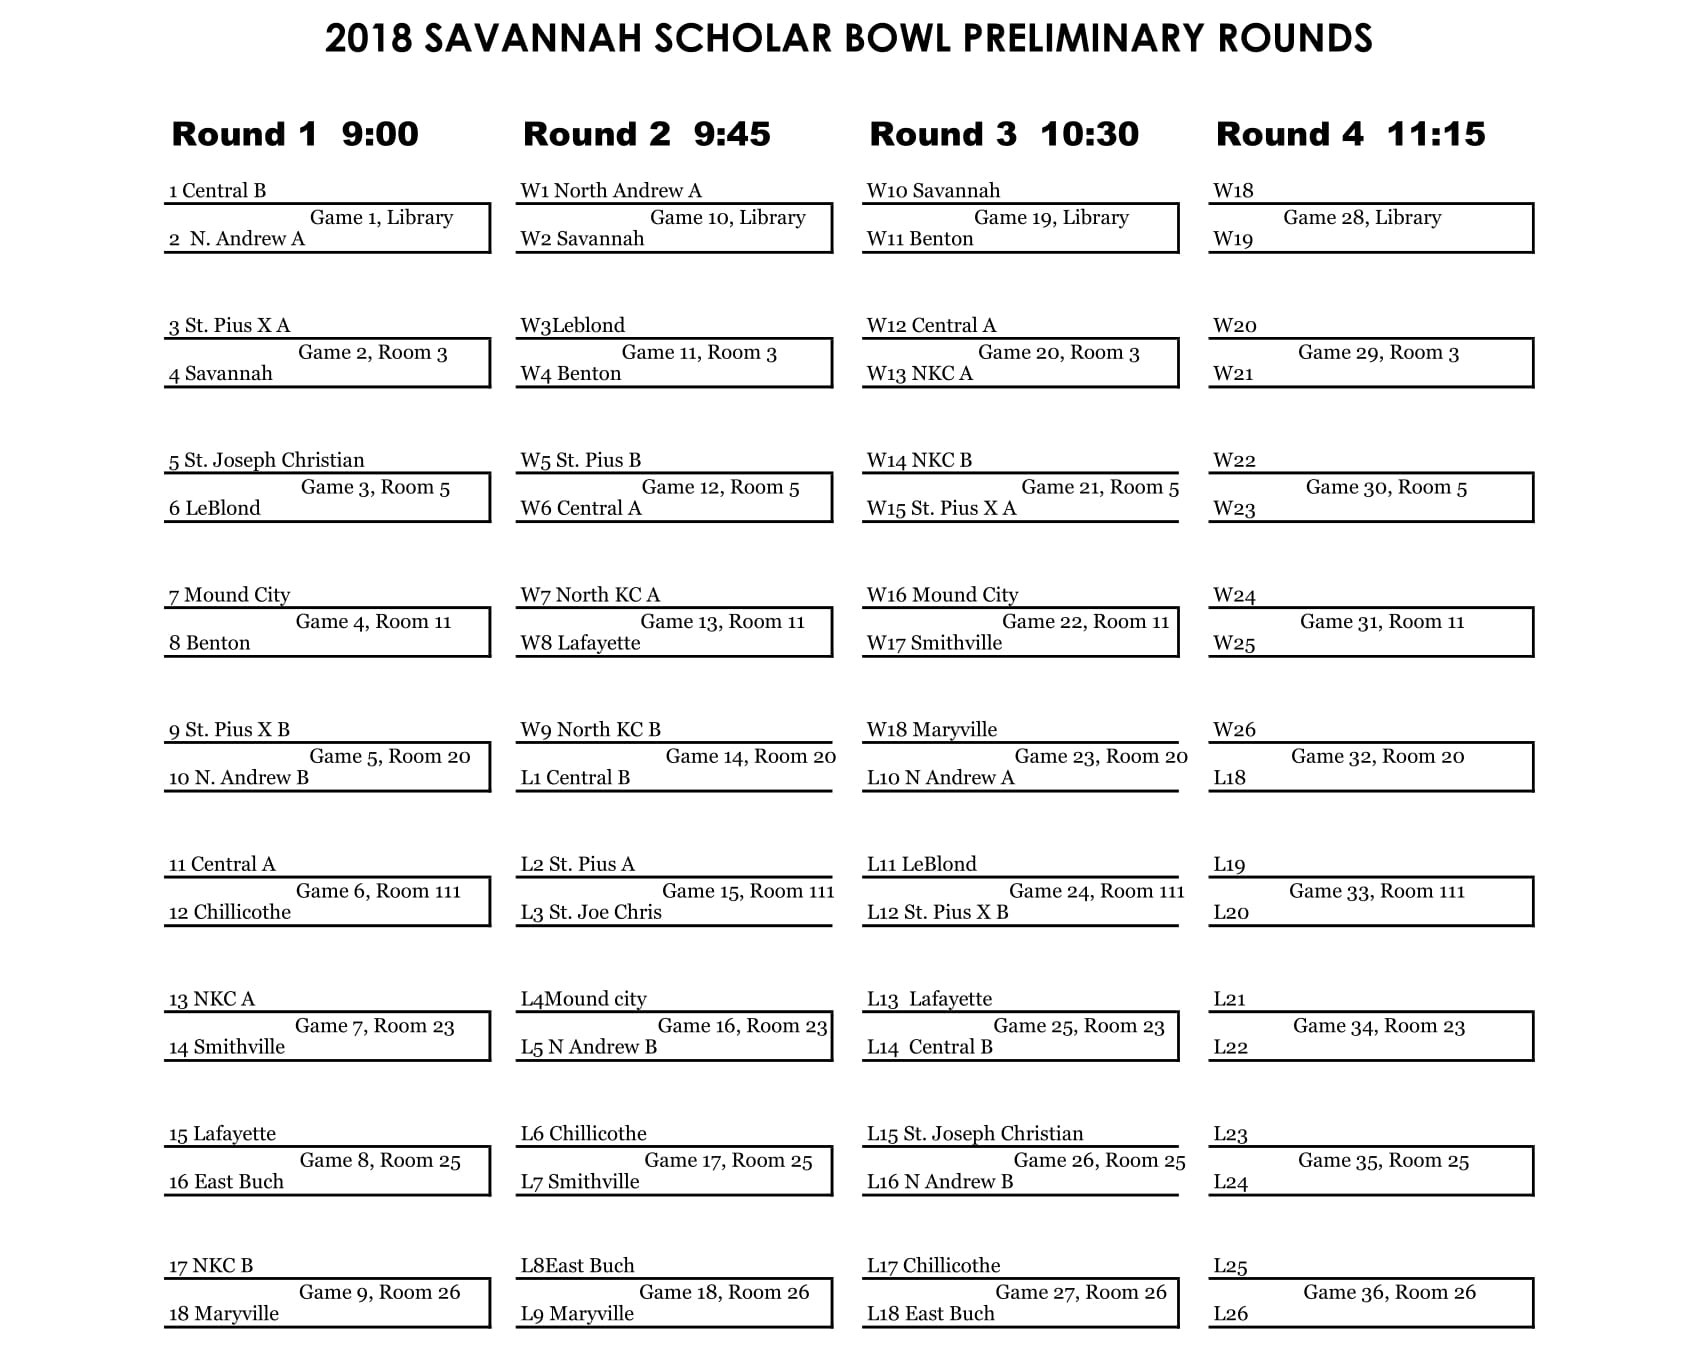 2018 SAVANNAH SCHOLAR BOWL PRELIMINARY ROUNDS
Round 1 9:00
1 Central B
Game 1, Library
2 N. Andrew A
3 St. Pius X A
Game 2, Room 3
4 Savannah
5 St. Joseph Christian
Game 3, Room 5
6 LeBlond
7 Mound City
Game 4, Room 11
8 Benton
9 St. Pius X B
Game 5, Room 20
10 N. Andrew B
11 Central A
Game 6, Room 111
12 Chillicothe
13 NKC A
Game 7, Room 23
14 Smithville
15 Lafayette
Game 8, Room 25
16 East Buch
17 NKC B
Game 9, Room 26
18 Maryville
Round 2 9:45
W1 North Andrew A
Game 10, Library
W2 Savannah
W3Leblond
Game 11, Room 3
W4 Benton
W5 St. Pius B
Game 12, Room 5
W6 Central A
W7 North KC A
Game 13, Room 11
W8 Lafayette
W9 North KC B
Game 14, Room 20
L1 Central B
L2 St. Pius A
Game 15, Room 111
L3 St. Joe Chris
L4Mound city
Game 16, Room 23
L5 N Andrew B
L6 Chillicothe
Game 17, Room 25
L7 Smithville
L8East Buch
Game 18, Room 26
L9 Maryville
Round 3 10:30
W10 Savannah
Game 19, Library
W11 Benton
W12 Central A
Game 20, Room 3
W13 NKC A
W14 NKC B
Game 21, Room 5
W15 St. Pius X A
W16 Mound City
Game 22, Room 11
W17 Smithville
W18 Maryville
Game 23, Room 20
L10 N Andrew A
L11 LeBlond
Game 24, Room 111
L12 St. Pius X B
L13 Lafayette
Game 25, Room 23
L14 Central B
L15 St. Joseph Christian
Game 26, Room 25
L16 N Andrew B
L17 Chillicothe
Game 27, Room 26
L18 East Buch
Round 4 11:15
W18
Game 28, Library
W19
W20
Game 29, Room 3
W21
W22
Game 30, Room 5
W23
W24
Game 31, Room 11
W25
W26
Game 32, Room 20
L18
L19
Game 33, Room 111
L20
L21
Game 34, Room 23
L22
L23
Game 35, Room 25
L24
L25
Game 36, Room 26
L26